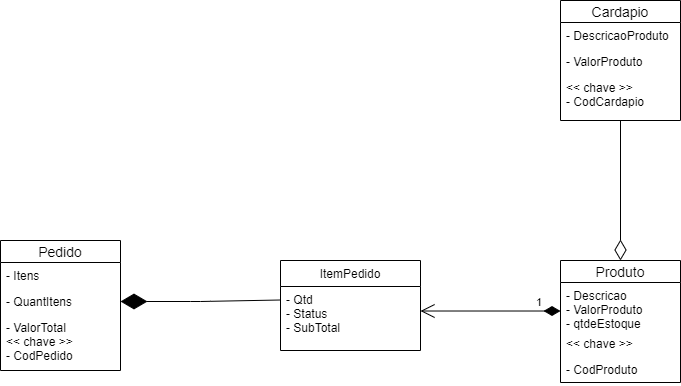 Cardapio
- DescricaoProduto
- ValorProduto
<< chave >>
- CodCardapio
Pedido
- Itens
- QuantItens
- ValorTotal
<< chave >>
- CodPedido
ItemPedido
- Qtd
- Status
- SubTotal
1
Produto
- Descricao
- ValorProduto
- qtdeEstoque
<< chave >>
- CodProduto